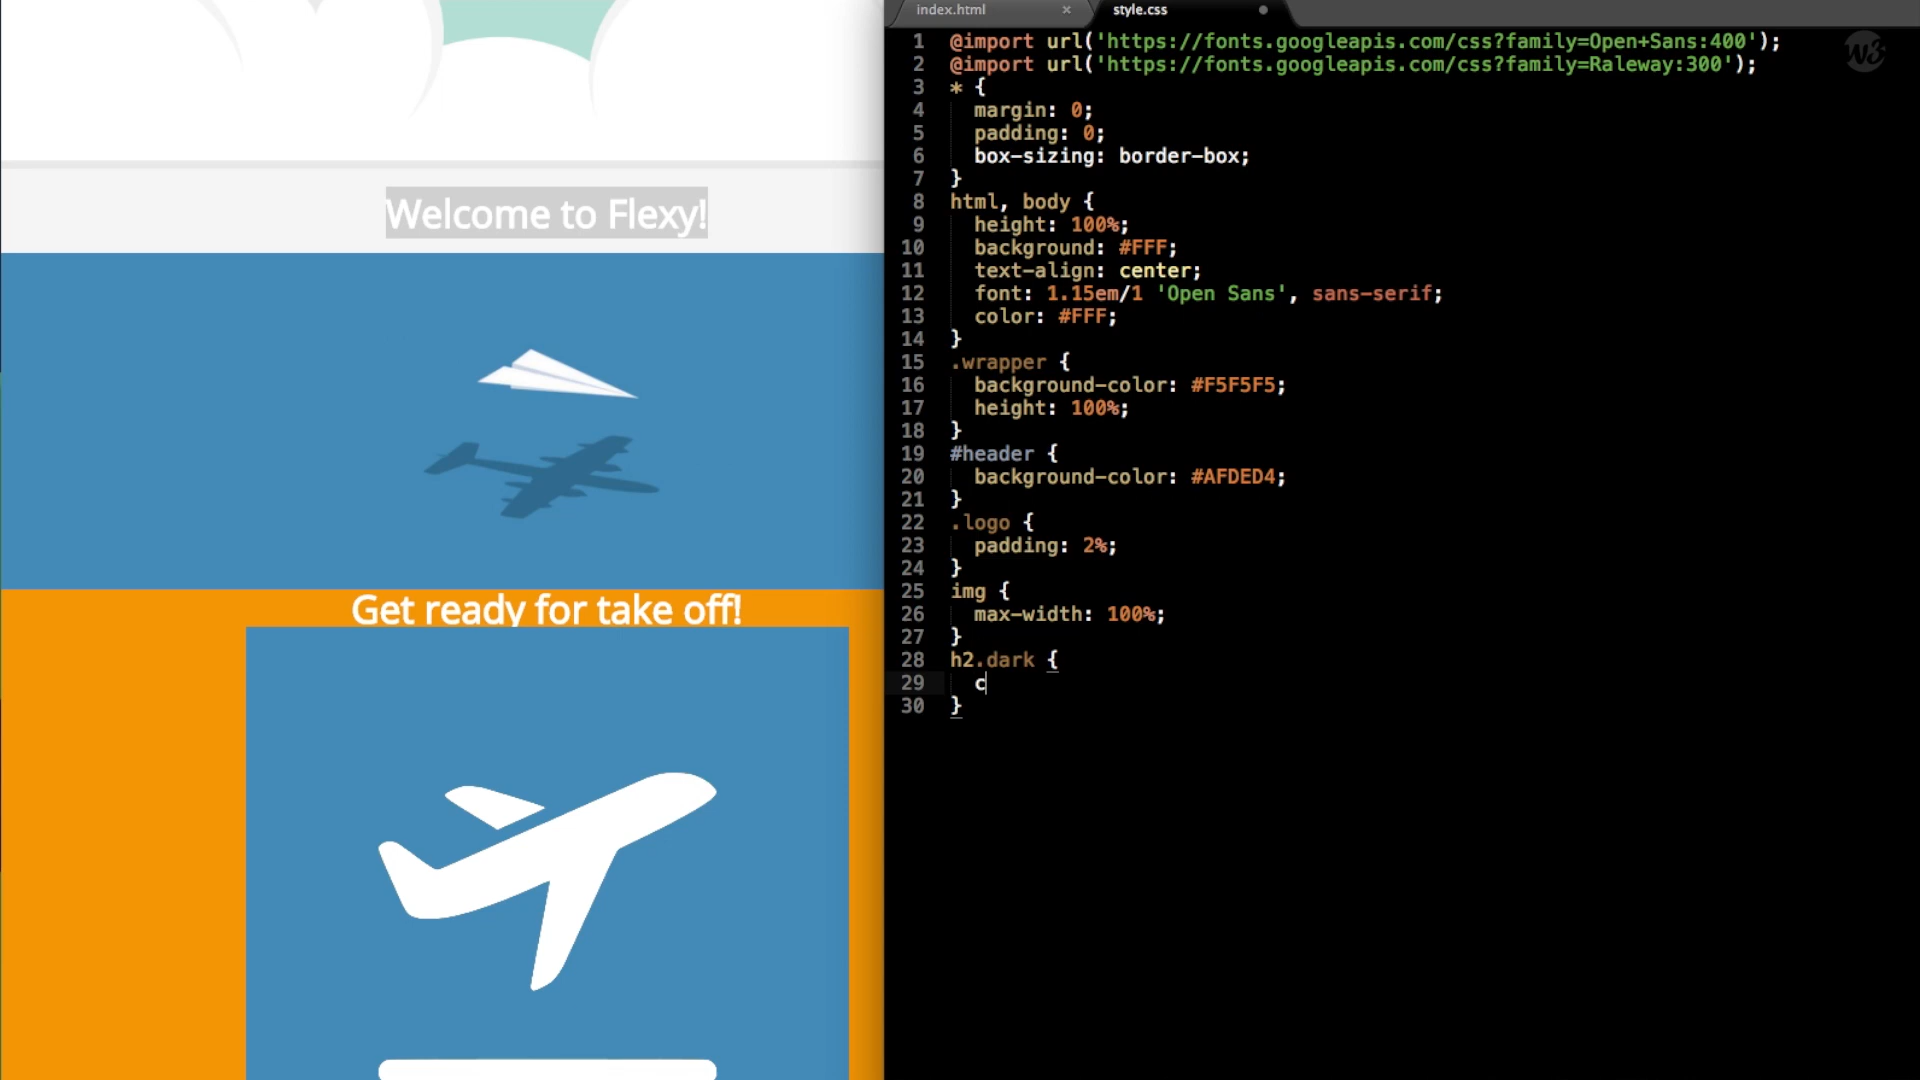 Welcome to Flexy!
Get ready for take off!
index.html × style.css
1 @import url('https://fonts.googleapis.com/css?family=Open+Sans:400');
2 @import url('https://fonts.googleapis.com/css?family=Raleway:300');
3 * {
4 margin: 0;
5 padding: 0;
6 box-sizing: border-box;
7 }
8 html, body {
9 height: 100%;
10 background: #FFF;
11 text-align: center;
12 font: 1.15em/1 'Open Sans', sans-serif;
13 color: #FFF;
14 }
15 .wrapper {
16 background-color: #F5F5F5;
17 height: 100%;
18 }
19 #header {
20 background-color: #AFDED4;
21 }
22 .logo {
23 padding: 2%;
24 }
25 img {
26 max-width: 100%;
27 }
28 h2.dark {
29 c
30 }
W3